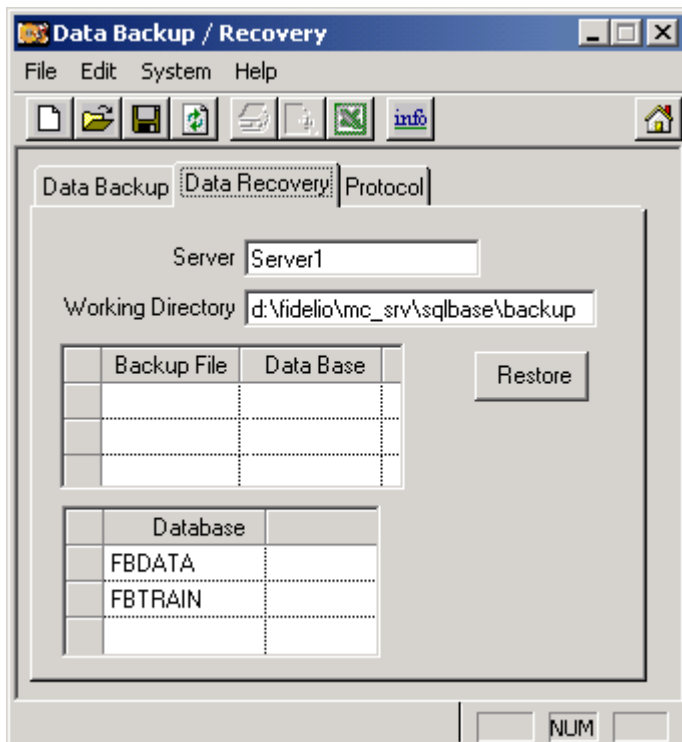 Data Backup / Recovery
File Edit System Help
info
Data Backup Data Recovery Protocol
Server Server1
Working Directory d:\fidelio\mc_srv\sqlbase\backup
Backup File Data Base
Restore
Database
FBDATA
FBTRAIN
NUM